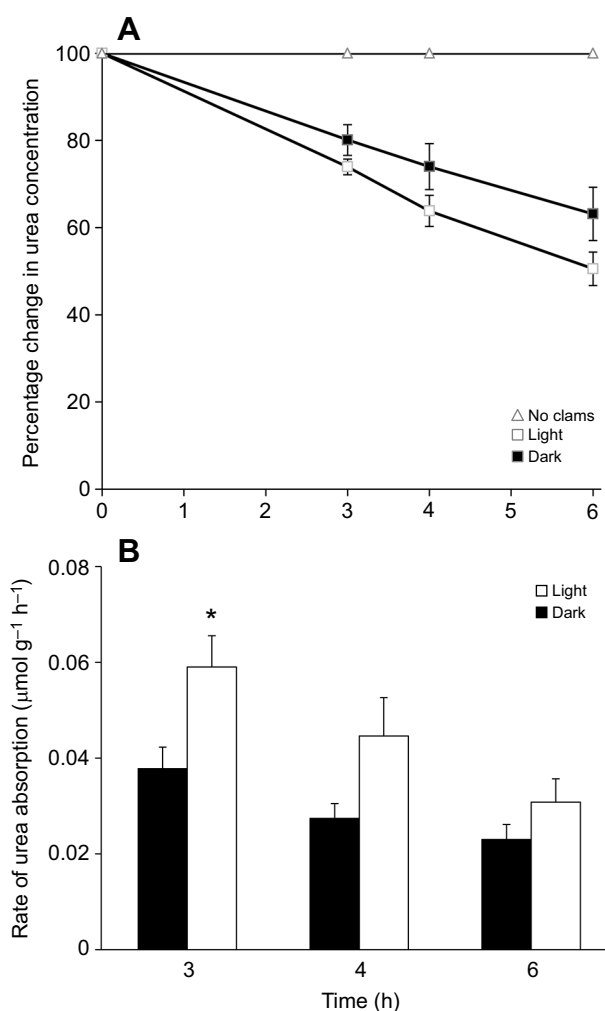 A
100
80
60
40
20
0
Percentage change in urea concentration
No clams
Light
Dark
0 1 2 3 4 5 6
B
0.08
0.06
0.04
0.02
0
Rate of urea absorption (μmol g–1 h–1)
*
Light
Dark
3 4 6
Time (h)